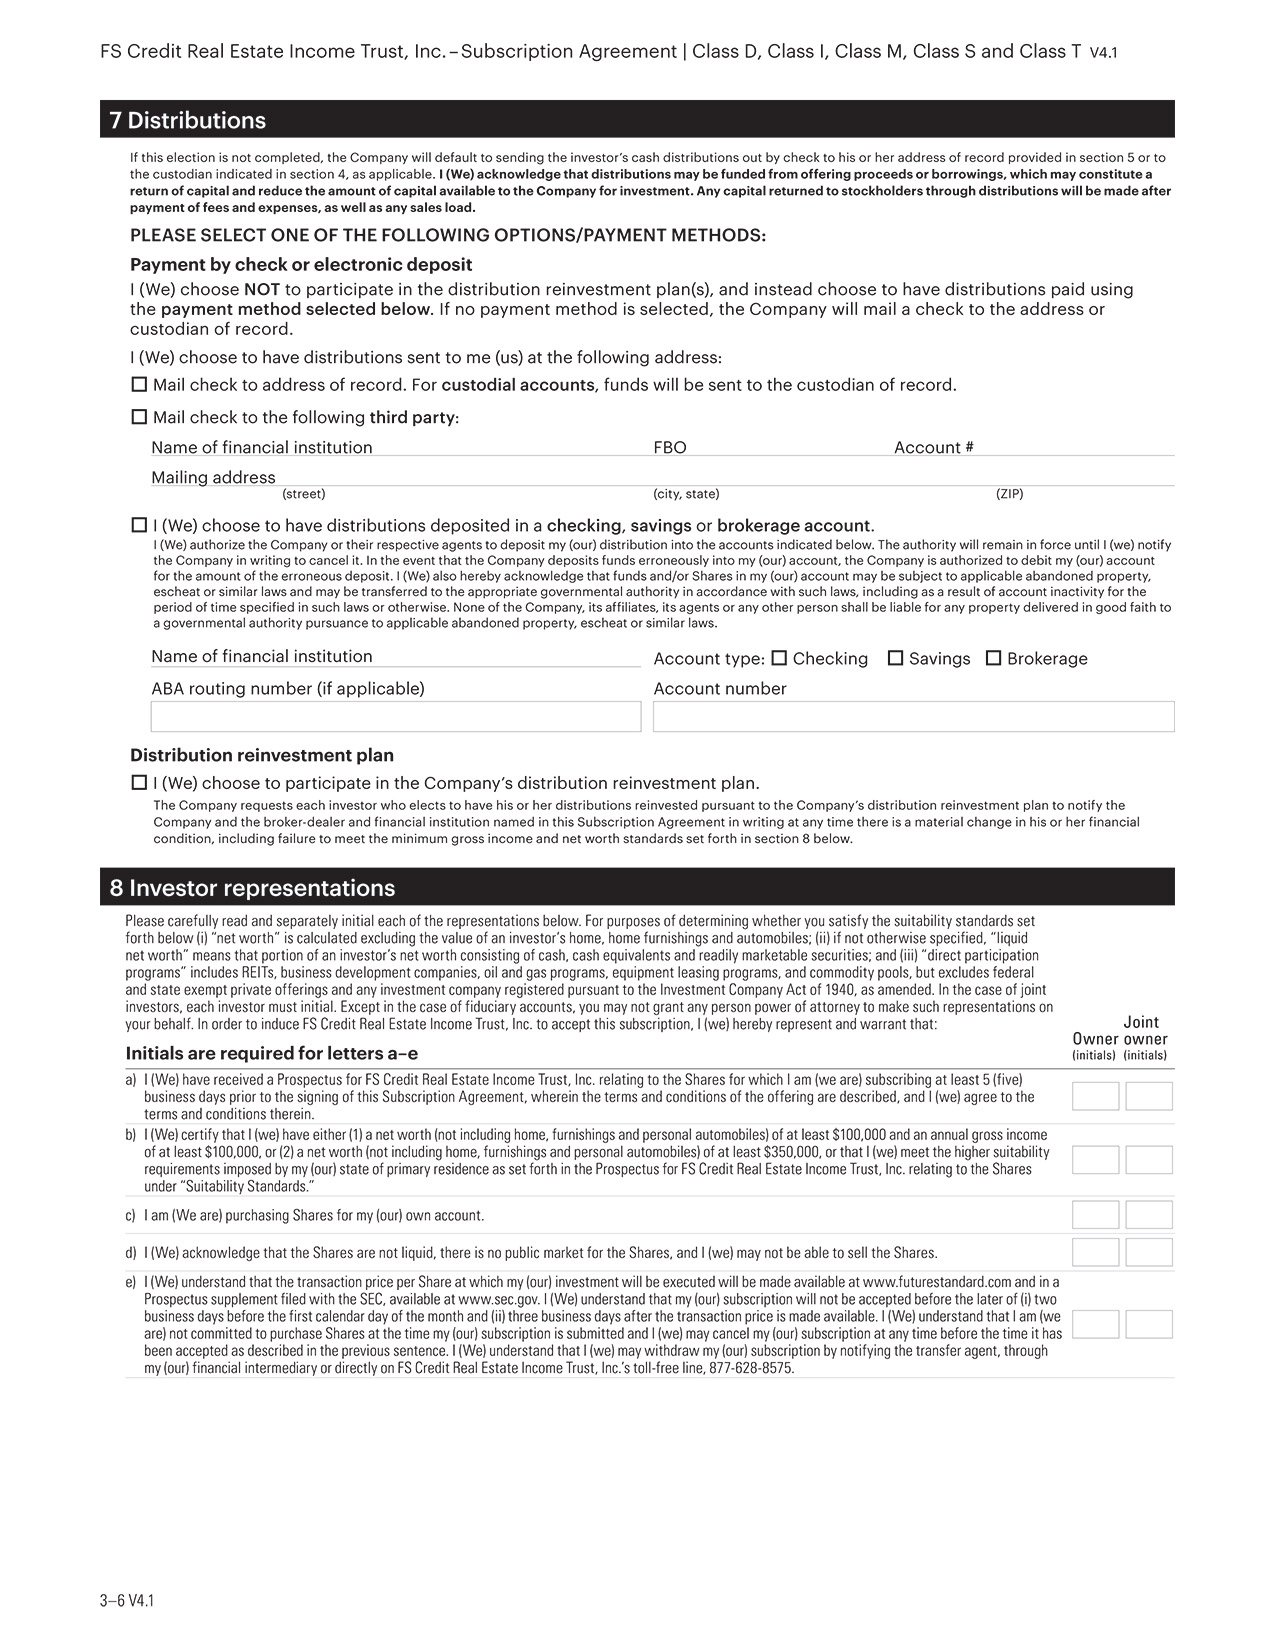 FS Credit Real Estate Income Trust, Inc. – Subscription Agreement | Class D, Class I, Class M, Class S and Class T V4.1
7 Distributions
If this election is not completed, the Company will default to sending the investor’s cash distributions out by check to his or her address of record provided in section 5 or to
the custodian indicated in section 4, as applicable. I (We) acknowledge that distributions may be funded from offering proceeds or borrowings, which may constitute a
return of capital and reduce the amount of capital available to the Company for investment. Any capital returned to stockholders through distributions will be made after
payment of fees and expenses, as well as any sales load.
PLEASE SELECT ONE OF THE FOLLOWING OPTIONS/PAYMENT METHODS:
Payment by check or electronic deposit
I (We) choose NOT to participate in the distribution reinvestment plan(s), and instead choose to have distributions paid using
the payment method selected below. If no payment method is selected, the Company will mail a check to the address or
custodian of record.
I (We) choose to have distributions sent to me (us) at the following address:
Mail check to address of record. For custodial accounts, funds will be sent to the custodian of record.
Mail check to the following third party:
Name of financial institution FBO Account #
Mailing address
(street) (city, state) (ZIP)
I (We) choose to have distributions deposited in a checking, savings or brokerage account.
I (We) authorize the Company or their respective agents to deposit my (our) distribution into the accounts indicated below. The authority will remain in force until I (we) notify
the Company in writing to cancel it. In the event that the Company deposits funds erroneously into my (our) account, the Company is authorized to debit my (our) account
for the amount of the erroneous deposit. I (We) also hereby acknowledge that funds and/or Shares in my (our) account may be subject to applicable abandoned property,
escheat or similar laws and may be transferred to the appropriate governmental authority in accordance with such laws, including as a result of account inactivity for the
period of time specified in such laws or otherwise. None of the Company, its affiliates, its agents or any other person shall be liable for any property delivered in good faith to
a governmental authority pursuance to applicable abandoned property, escheat or similar laws.
Name of financial institution Account type: Checking Savings Brokerage
ABA routing number (if applicable) Account number
Distribution reinvestment plan
I (We) choose to participate in the Company’s distribution reinvestment plan.
The Company requests each investor who elects to have his or her distributions reinvested pursuant to the Company’s distribution reinvestment plan to notify the
Company and the broker-dealer and financial institution named in this Subscription Agreement in writing at any time there is a material change in his or her financial
condition, including failure to meet the minimum gross income and net worth standards set forth in section 8 below.
8 Investor representations
Please carefully read and separately initial each of the representations below. For purposes of determining whether you satisfy the suitability standards set
forth below (i) “net worth” is calculated excluding the value of an investor’s home, home furnishings and automobiles; (ii) if not otherwise specified, “liquid
net worth” means that portion of an investor’s net worth consisting of cash, cash equivalents and readily marketable securities; and (iii) “direct participation
programs” includes REITs, business development companies, oil and gas programs, equipment leasing programs, and commodity pools, but excludes federal
and state exempt private offerings and any investment company registered pursuant to the Investment Company Act of 1940, as amended. In the case of joint
investors, each investor must initial. Except in the case of fiduciary accounts, you may not grant any person power of attorney to make such representations on
your behalf. In order to induce FS Credit Real Estate Income Trust, Inc. to accept this subscription, I (we) hereby represent and warrant that:
Joint
Owner owner
Initials are required for letters a–e (initials) (initials)
a) I (We) have received a Prospectus for FS Credit Real Estate Income Trust, Inc. relating to the Shares for which I am (we are) subscribing at least 5 (five)
business days prior to the signing of this Subscription Agreement, wherein the terms and conditions of the offering are described, and I (we) agree to the
terms and conditions therein.
b) I (We) certify that I (we) have either (1) a net worth (not including home, furnishings and personal automobiles) of at least $100,000 and an annual gross income
of at least $100,000, or (2) a net worth (not including home, furnishings and personal automobiles) of at least $350,000, or that I (we) meet the higher suitability
requirements imposed by my (our) state of primary residence as set forth in the Prospectus for FS Credit Real Estate Income Trust, Inc. relating to the Shares
under “Suitability Standards.”
c) I am (We are) purchasing Shares for my (our) own account.
d) I (We) acknowledge that the Shares are not liquid, there is no public market for the Shares, and I (we) may not be able to sell the Shares.
e) I (We) understand that the transaction price per Share at which my (our) investment will be executed will be made available at www.futurestandard.com and in a
Prospectus supplement filed with the SEC, available at www.sec.gov. I (We) understand that my (our) subscription will not be accepted before the later of (i) two
business days before the first calendar day of the month and (ii) three business days after the transaction price is made available. I (We) understand that I am (we
are) not committed to purchase Shares at the time my (our) subscription is submitted and I (we) may cancel my (our) subscription at any time before the time it has
been accepted as described in the previous sentence. I (We) understand that I (we) may withdraw my (our) subscription by notifying the transfer agent, through
my (our) financial intermediary or directly on FS Credit Real Estate Income Trust, Inc.’s toll-free line, 877-628-8575.
3–6 V4.1